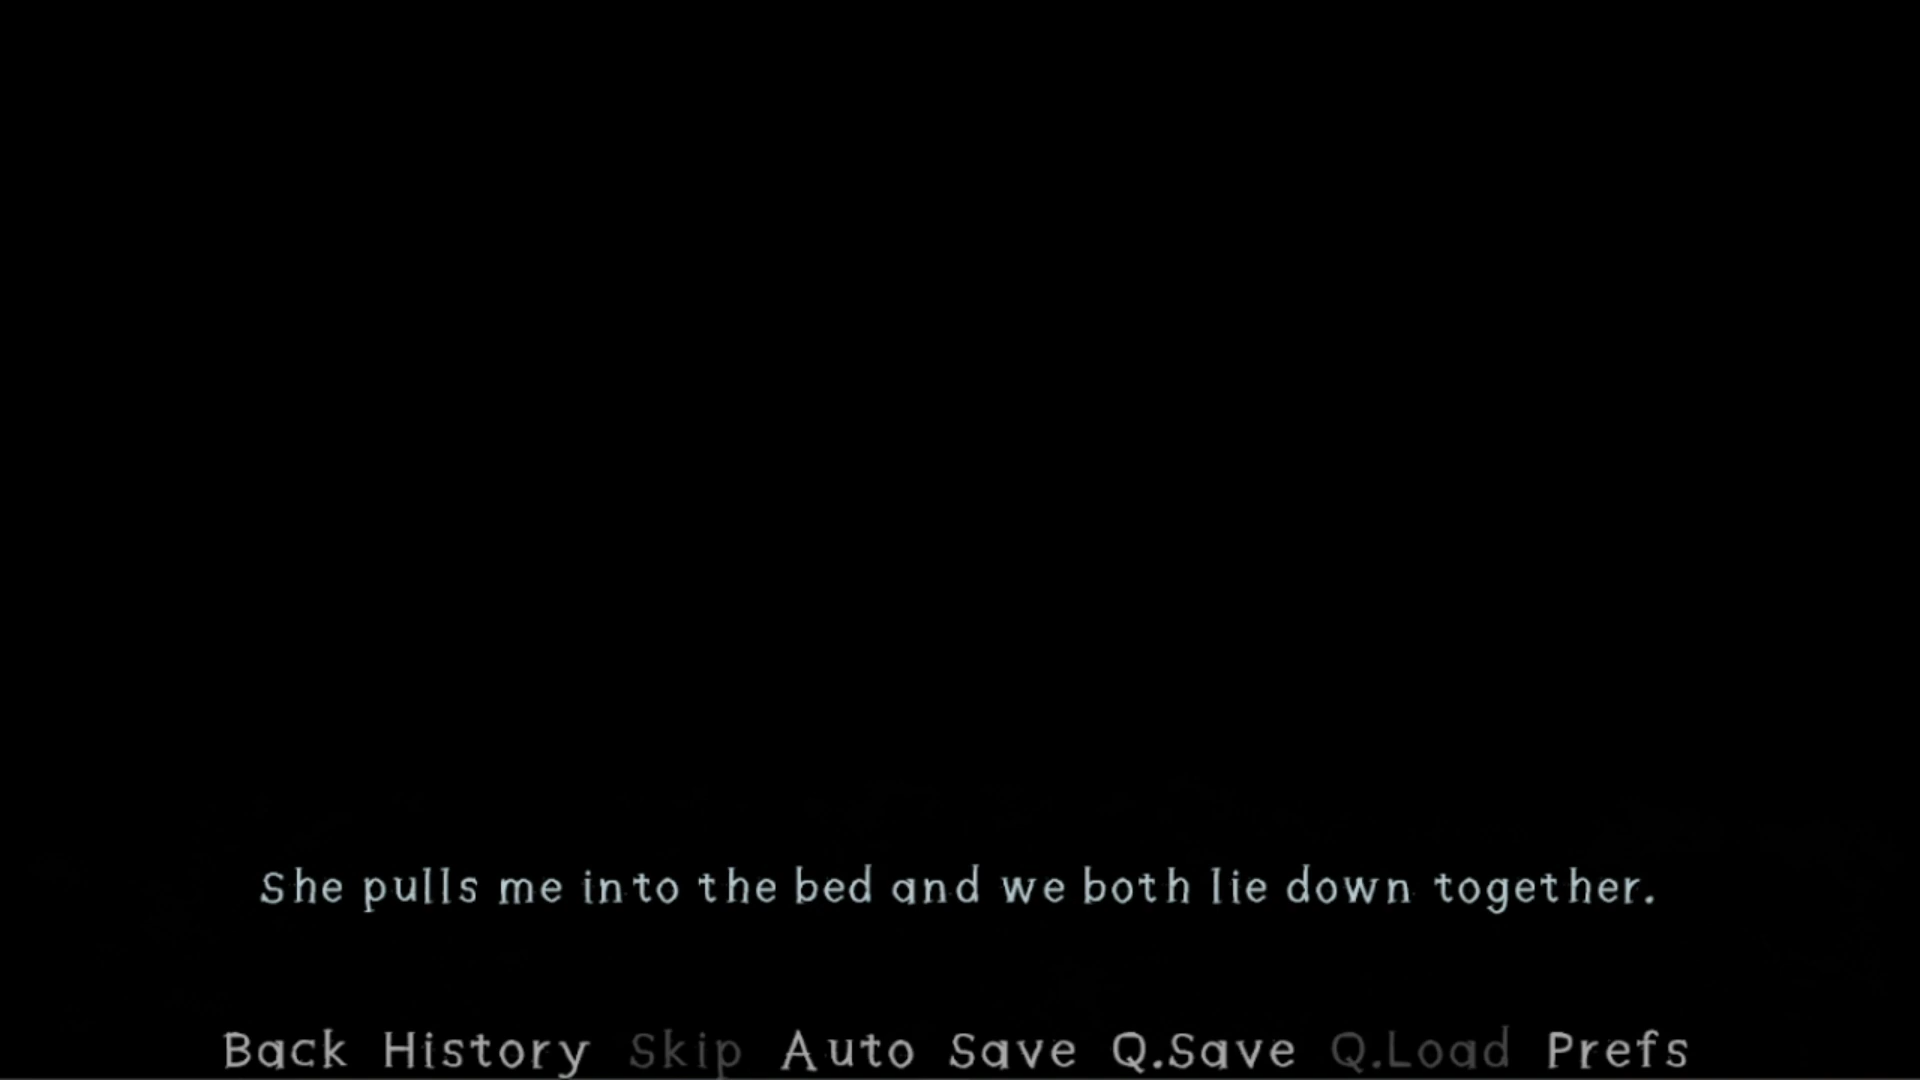 She pulls me into the bed and we both lie down together.
Back History Skip Auto Save Q.Save Q.Load Prefs